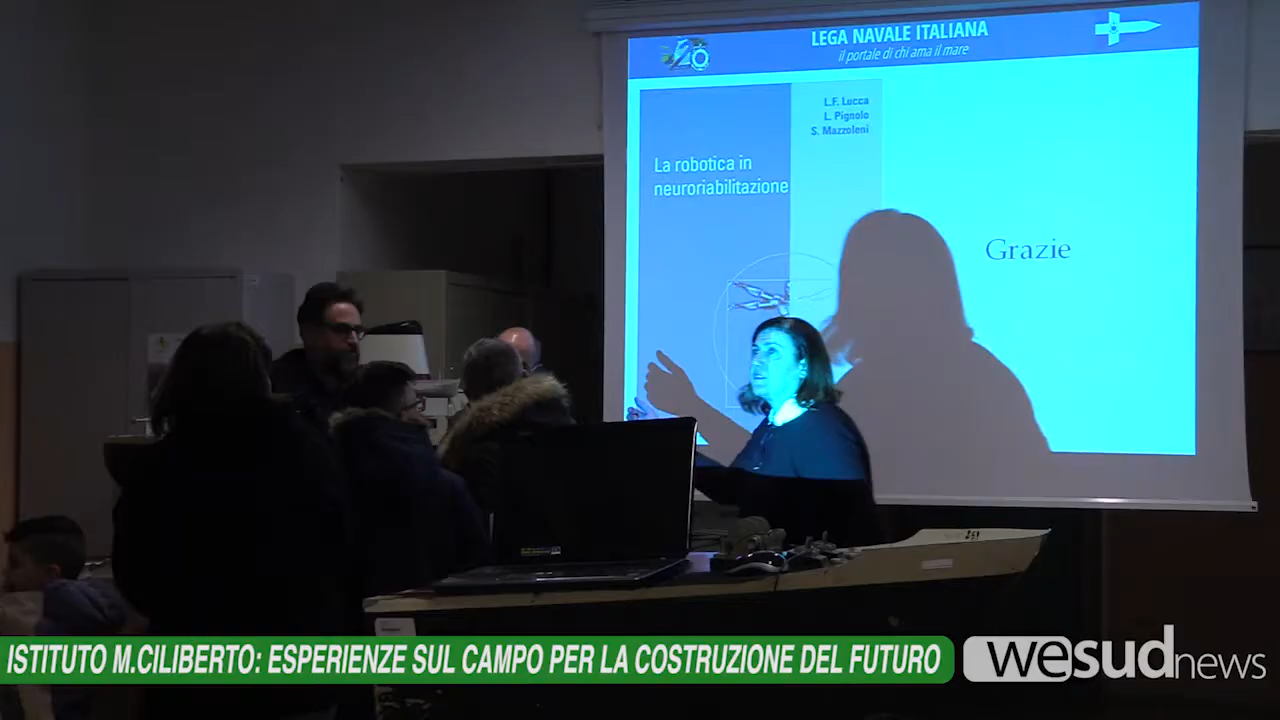 LEGA NAVALE ITALIANA
il portale di chi ama il mare
L.F. Lucca
L. Pignolo
S. Mazzoleni
La robotica in
neuroriabilitazione
Grazie
251
ISTITUTO M.CILIBERTO: ESPERIENZE SUL CAMPO PER LA COSTRUZIONE DEL FUTURO
wesudnews